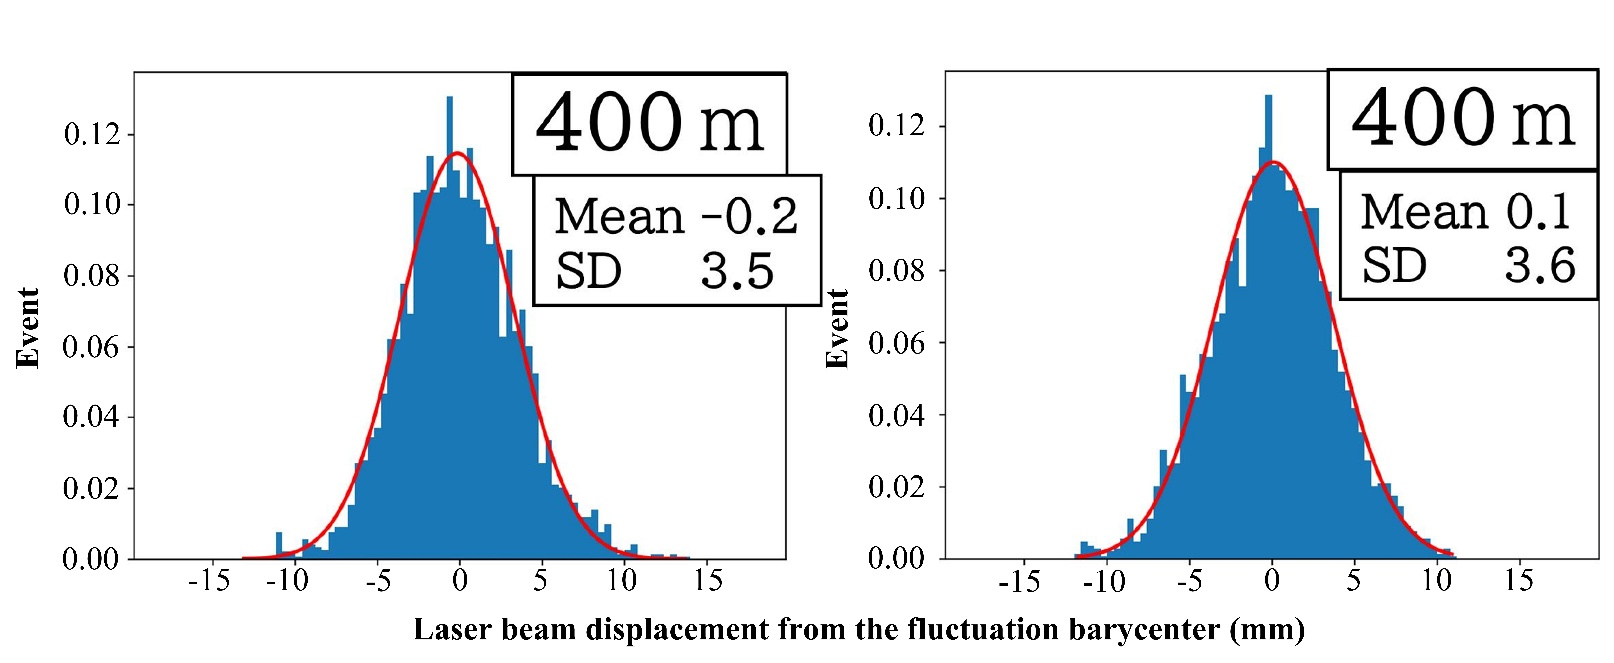 400 m
Mean -0.2
SD 3.5
Event
0.12
0.10
0.08
0.06
0.04
0.02
0.00
-15 -10 -5 0 5 10 15
400 m
Mean 0.1
SD 3.6
Event
0.12
0.10
0.08
0.06
0.04
0.02
0.00
-15 -10 -5 0 5 10 15
Laser beam displacement from the fluctuation barycenter (mm)